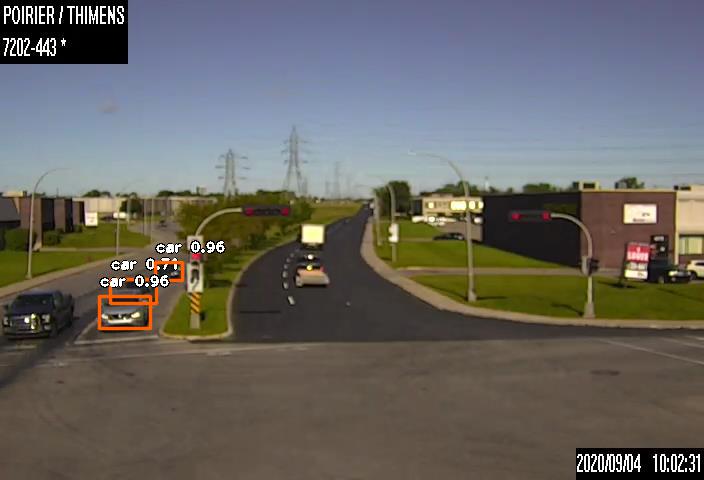 POIRIER / THIMENS
7202-443 *
car 0.96
car 0.71
car 0.96
2020/09/04 10:02:31